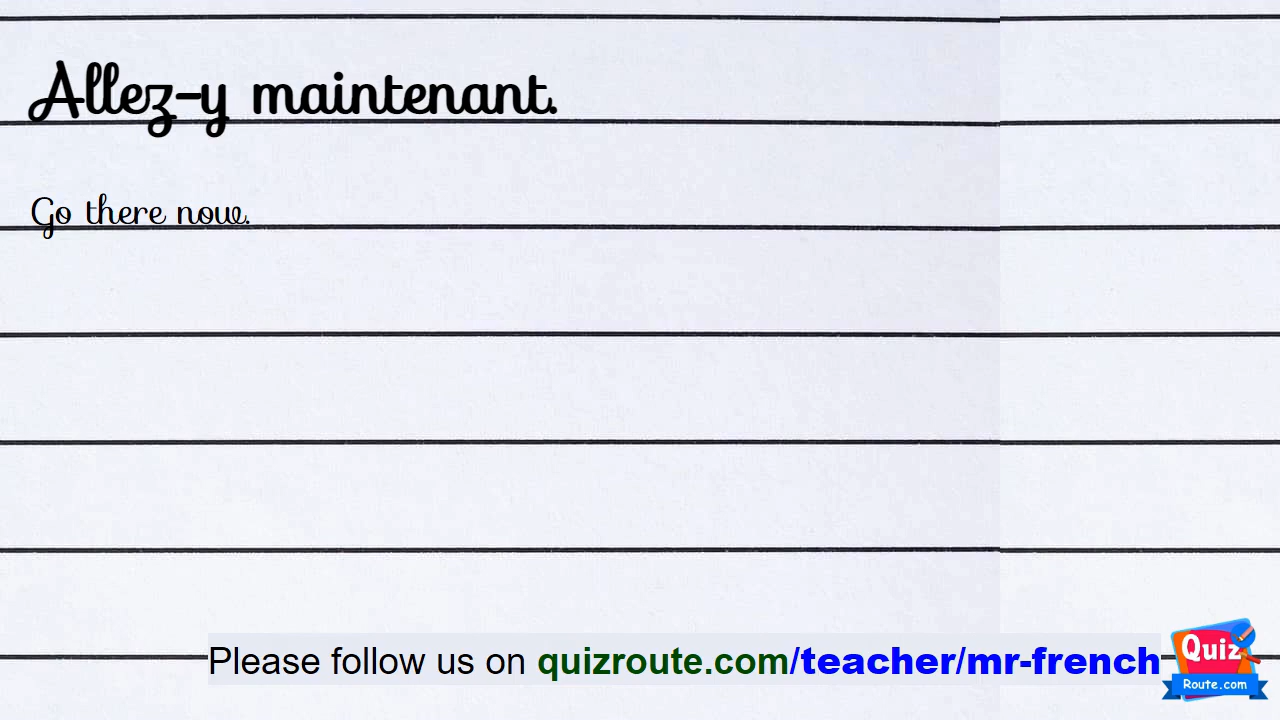 Allez-y maintenant.
Go there now.
Please follow us on quizroute.com/teacher/mr-french
Quiz
Route.com